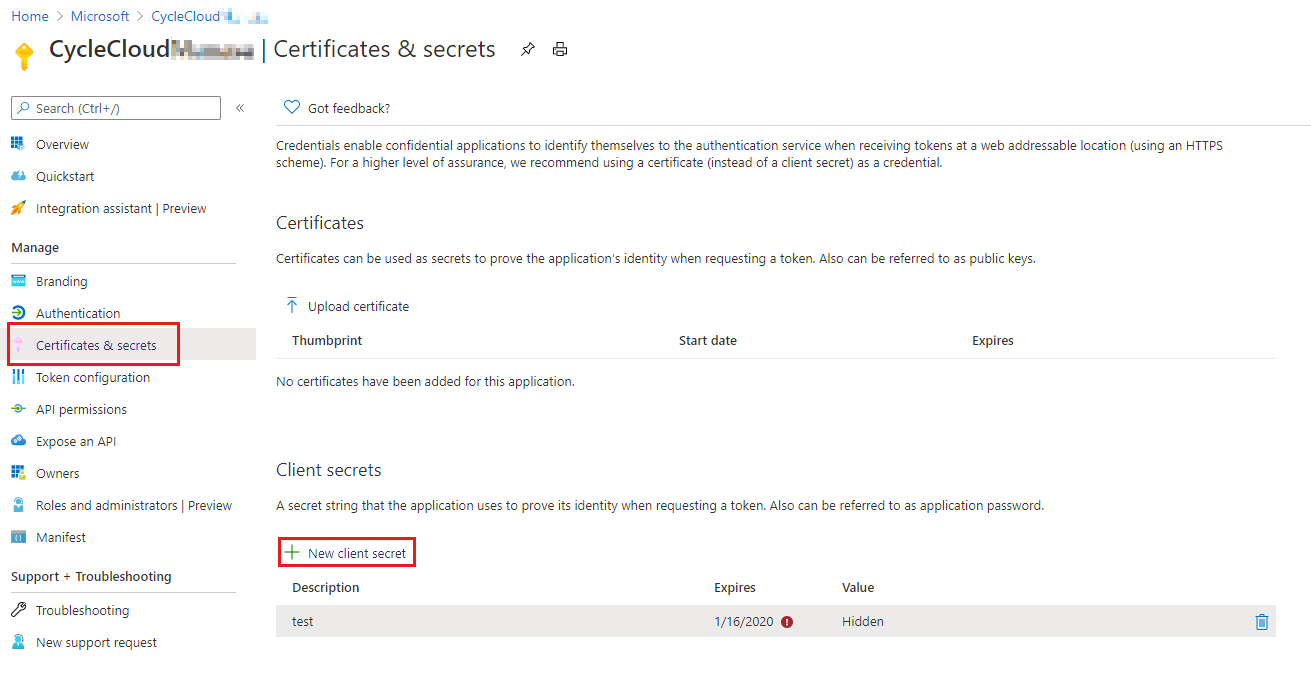 Home > Microsoft > CycleCloud
CycleCloud | Certificates & secrets
Search (Ctrl+/)
«
Overview
Quickstart
Integration assistant | Preview
Manage
Branding
Authentication
Certificates & secrets
Token configuration
API permissions
Expose an API
Owners
Roles and administrators | Preview
Manifest
Support + Troubleshooting
Troubleshooting
New support request
Got feedback?
Credentials enable confidential applications to identify themselves to the authentication service when receiving tokens at a web addressable location (using an HTTPS
scheme). For a higher level of assurance, we recommend using a certificate (instead of a client secret) as a credential.
Certificates
Certificates can be used as secrets to prove the application's identity when requesting a token. Also can be referred to as public keys.
Upload certificate
Thumbprint Start date Expires
No certificates have been added for this application.
Client secrets
A secret string that the application uses to prove its identity when requesting a token. Also can be referred to as application password.
New client secret
Description Expires Value
test 1/16/2020 Hidden